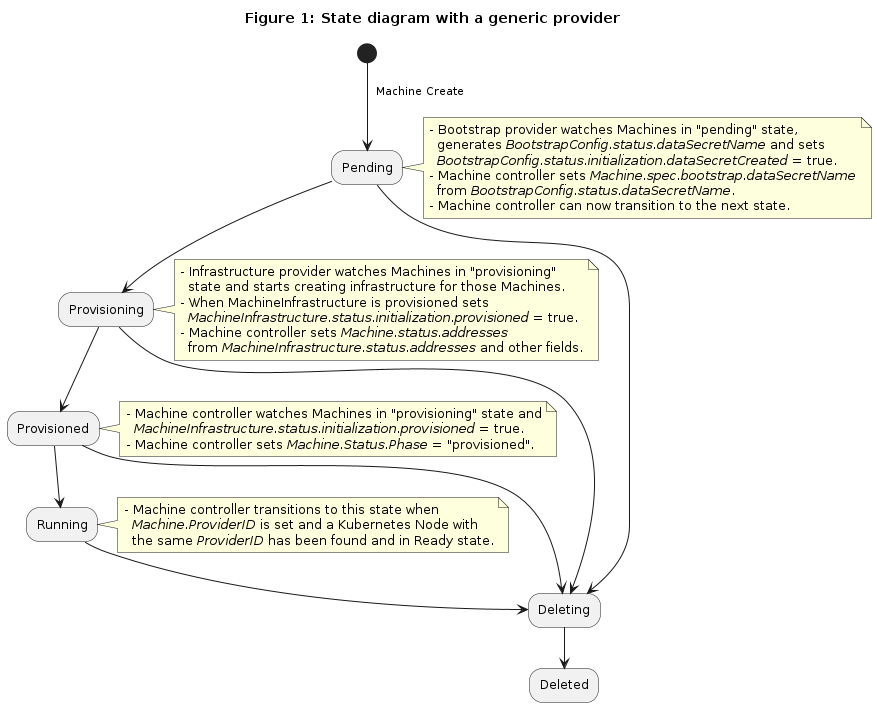 Figure 1: State diagram with a generic provider
Machine Create
Pending
- Bootstrap provider watches Machines in "pending" state,
generates BootstrapConfig.status.dataSecretName and sets
BootstrapConfig.status.initialization.dataSecretCreated = true.
- Machine controller sets Machine.spec.bootstrap.dataSecretName
from BootstrapConfig.status.dataSecretName.
- Machine controller can now transition to the next state.
Provisioning
- Infrastructure provider watches Machines in "provisioning"
state and starts creating infrastructure for those Machines.
- When MachineInfrastructure is provisioned sets
MachineInfrastructure.status.initialization.provisioned = true.
- Machine controller sets Machine.status.addresses
from MachineInfrastructure.status.addresses and other fields.
Provisioned
- Machine controller watches Machines in "provisioning" state and
MachineInfrastructure.status.initialization.provisioned = true.
- Machine controller sets Machine.Status.Phase = "provisioned".
Running
- Machine controller transitions to this state when
Machine.ProviderID is set and a Kubernetes Node with
the same ProviderID has been found and in Ready state.
Deleting
Deleted